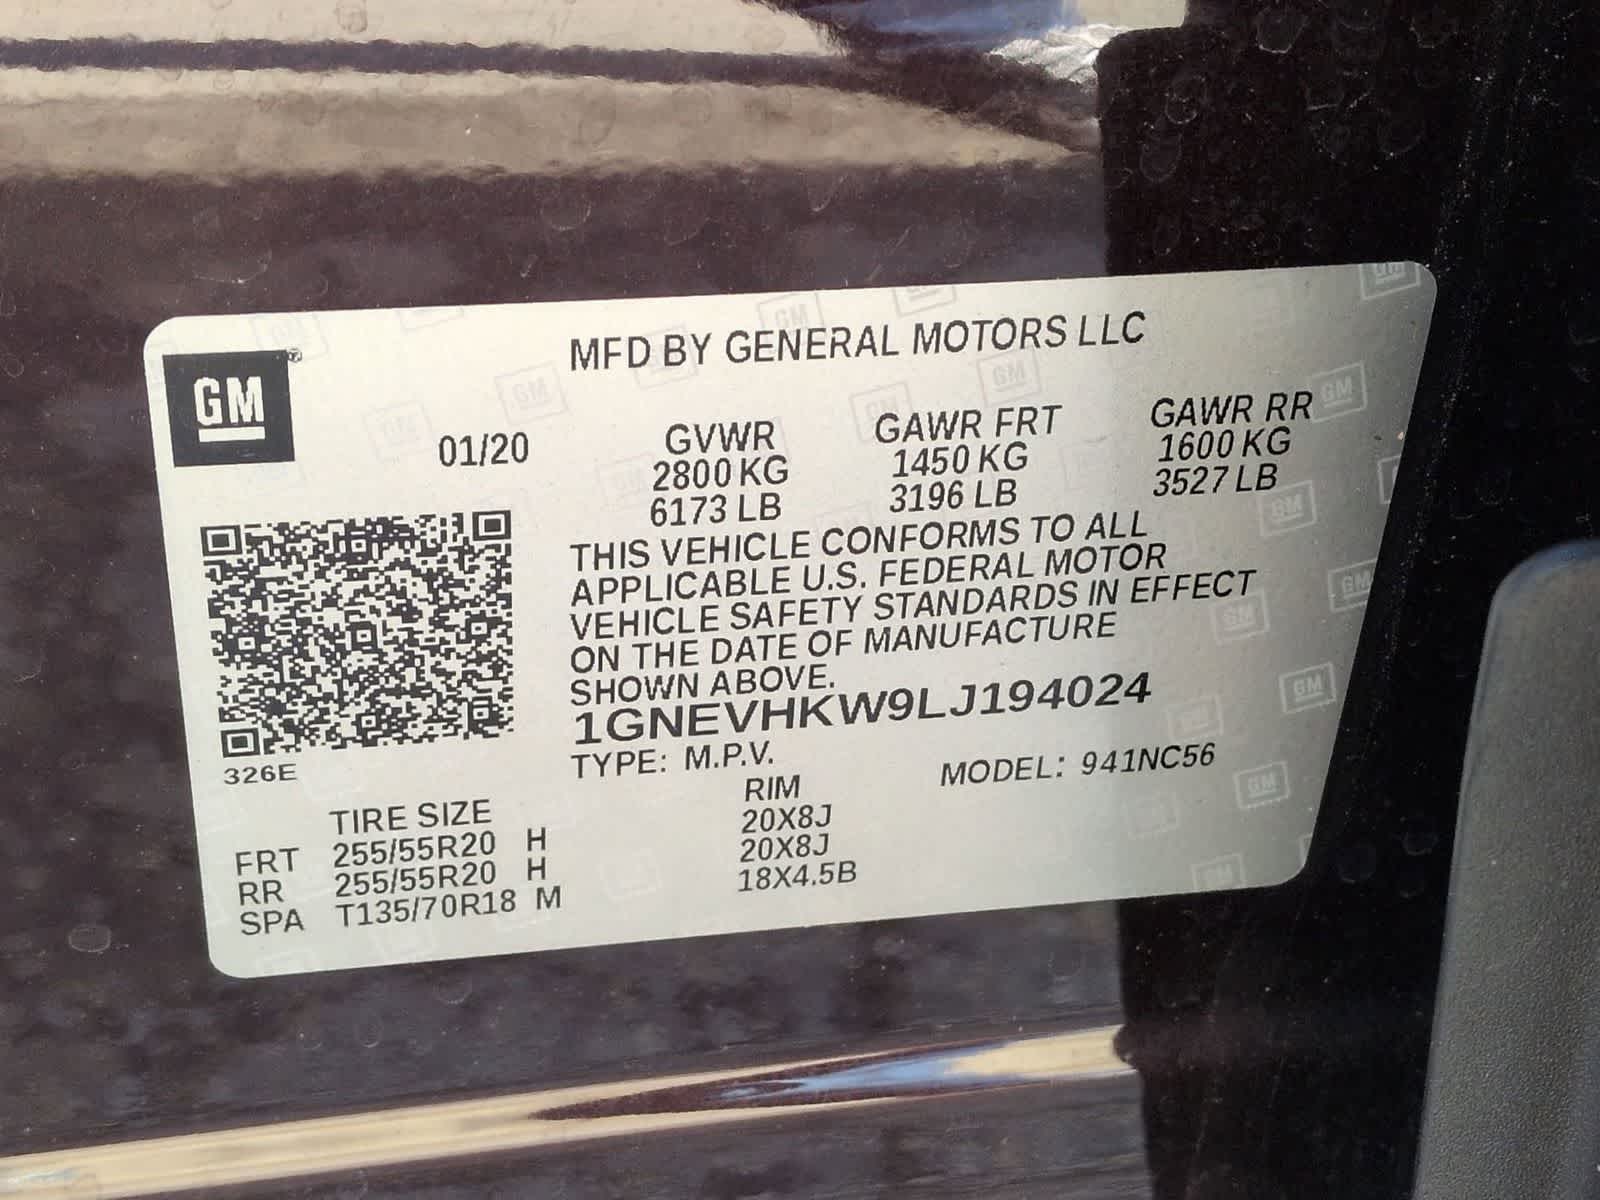 MFD BY GENERAL MOTORS LLC
GM
01/20
GVWR GAWR FRT GAWR RR
2800 KG 1450 KG 1600 KG
6173 LB 3196 LB 3527 LB
THIS VEHICLE CONFORMS TO ALL
APPLICABLE U.S. FEDERAL MOTOR
VEHICLE SAFETY STANDARDS IN EFFECT
ON THE DATE OF MANUFACTURE
SHOWN ABOVE.
1GNEVHKW9LJ194024
326E
TYPE: M.P.V. MODEL: 941NC56
TIRE SIZE RIM
FRT 255/55R20 H 20X8J
RR 255/55R20 H 20X8J
SPA T135/70R18 M 18X4.5B